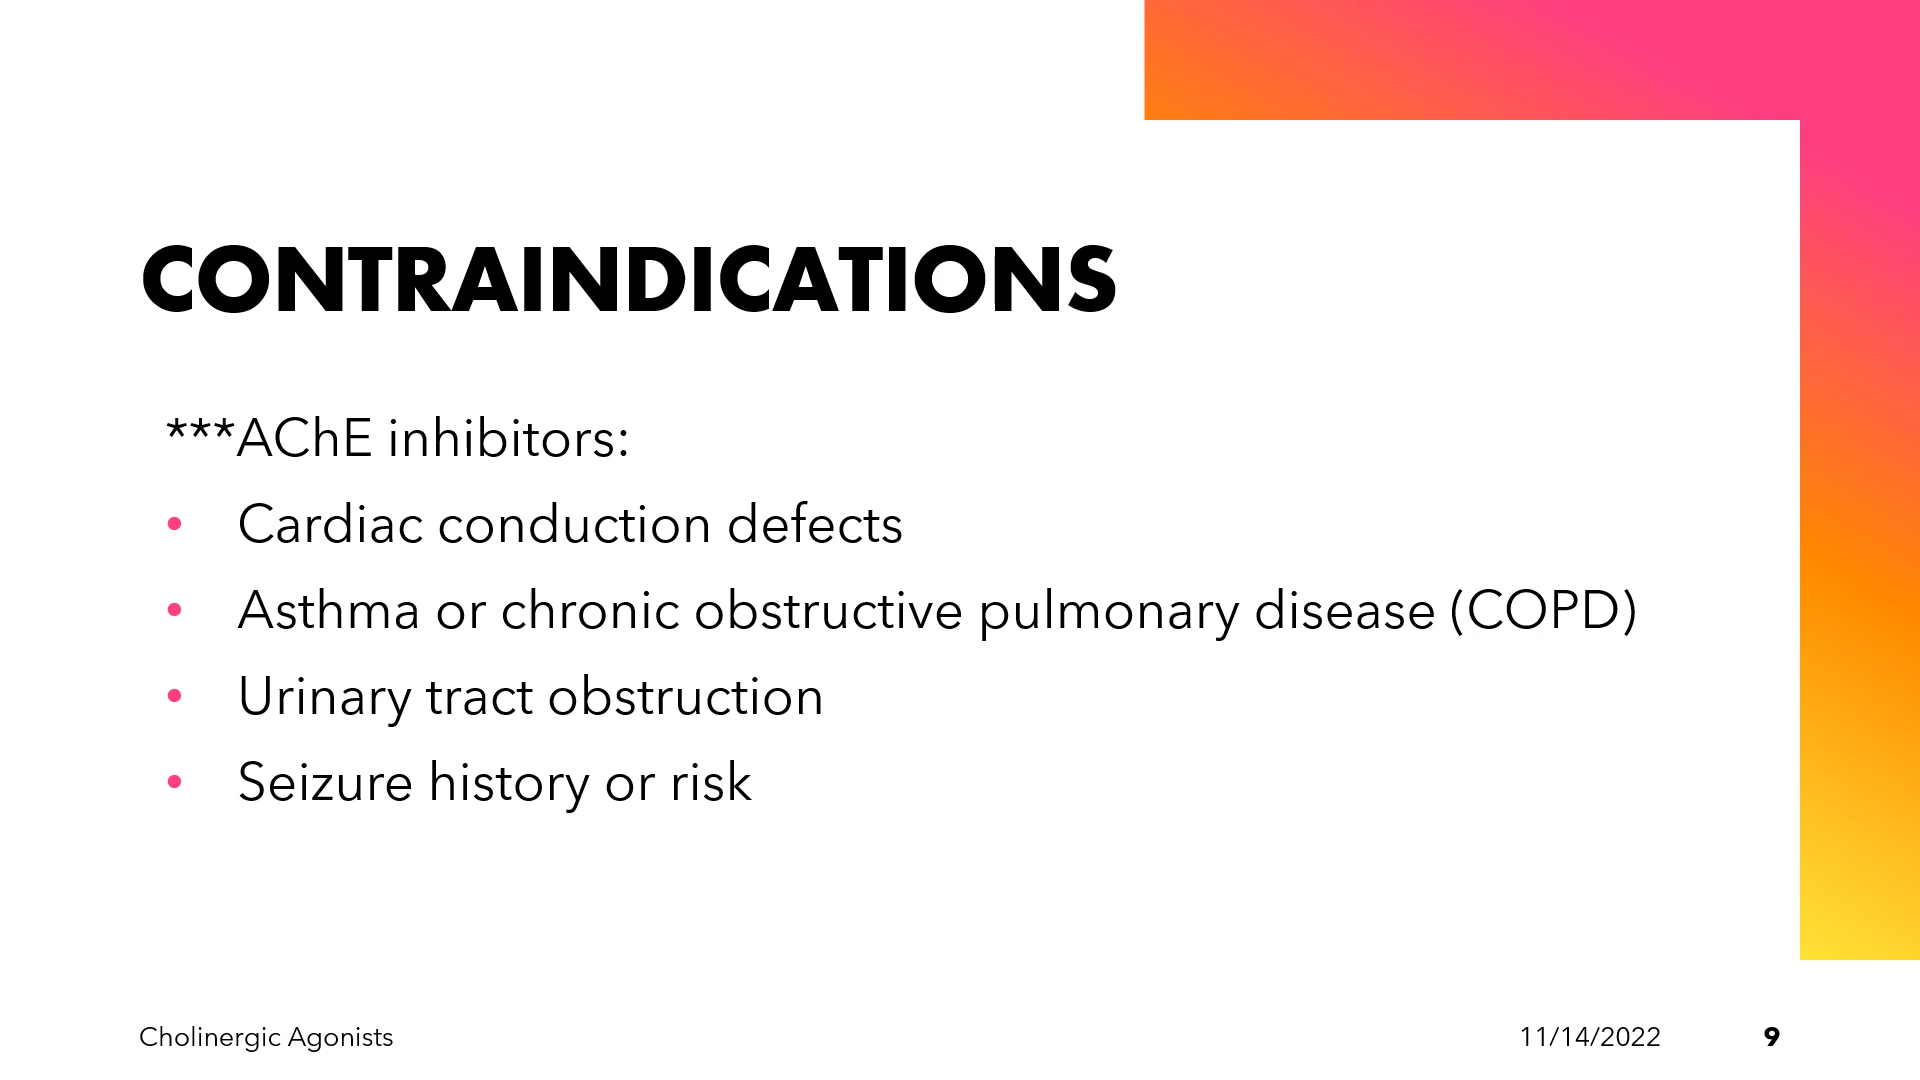 CONTRAINDICATIONS
***AChE inhibitors:
• Cardiac conduction defects
• Asthma or chronic obstructive pulmonary disease (COPD)
• Urinary tract obstruction
• Seizure history or risk
Cholinergic Agonists 11/14/2022 9